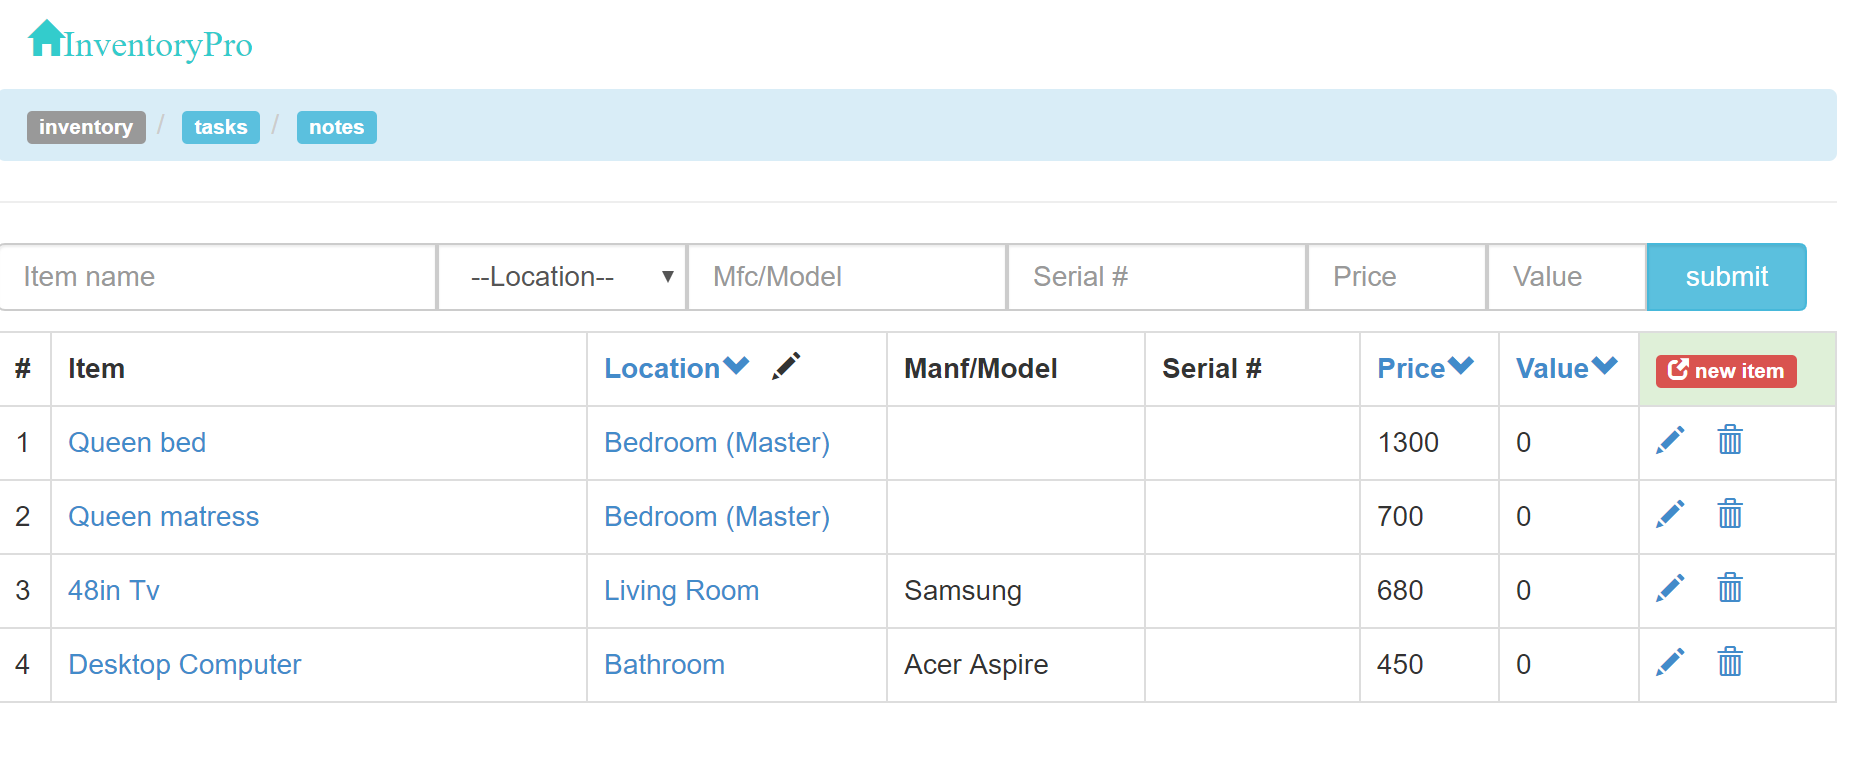 InventoryPro
inventory / tasks / notes
Item name --Location-- Mfc/Model Serial # Price Value submit
# Item Location Manf/Model Serial # Price Value new item
1 Queen bed Bedroom (Master) 1300 0
2 Queen matress Bedroom (Master) 700 0
3 48in Tv Living Room Samsung 680 0
4 Desktop Computer Bathroom Acer Aspire 450 0